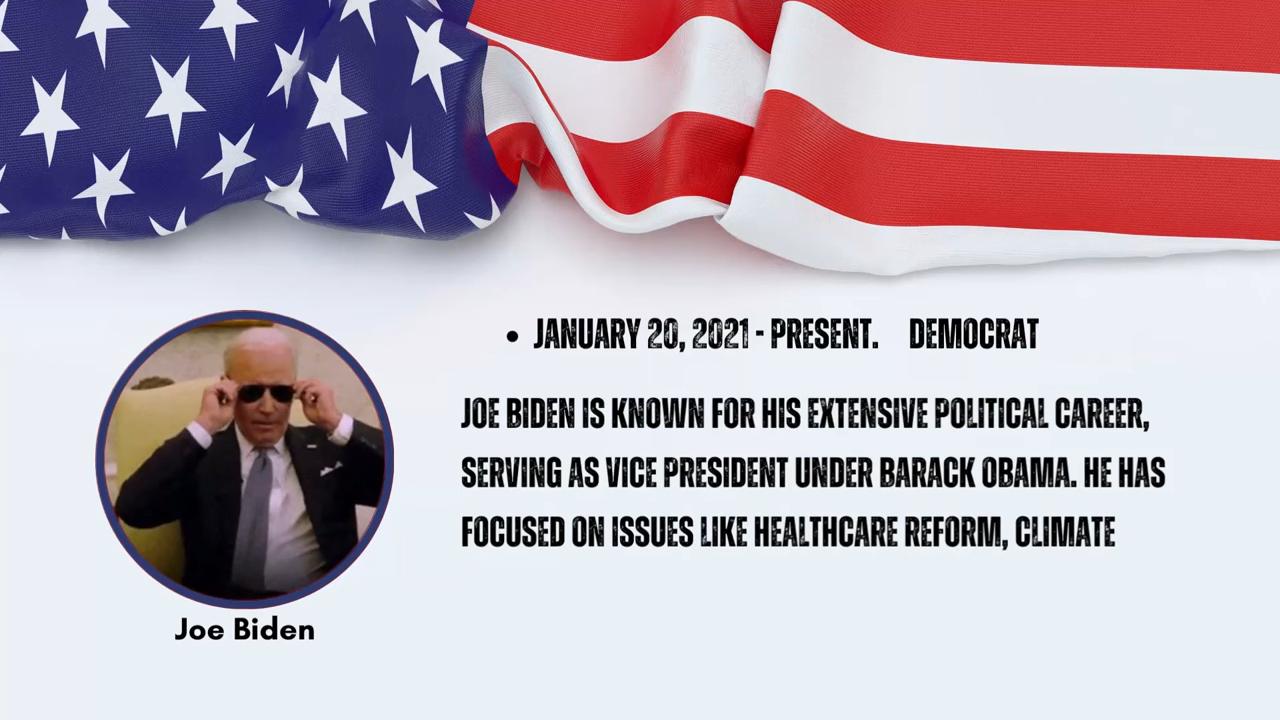 • JANUARY 20, 2021 - PRESENT. DEMOCRAT
JOE BIDEN IS KNOWN FOR HIS EXTENSIVE POLITICAL CAREER,
SERVING AS VICE PRESIDENT UNDER BARACK OBAMA. HE HAS
FOCUSED ON ISSUES LIKE HEALTHCARE REFORM, CLIMATE
Joe Biden